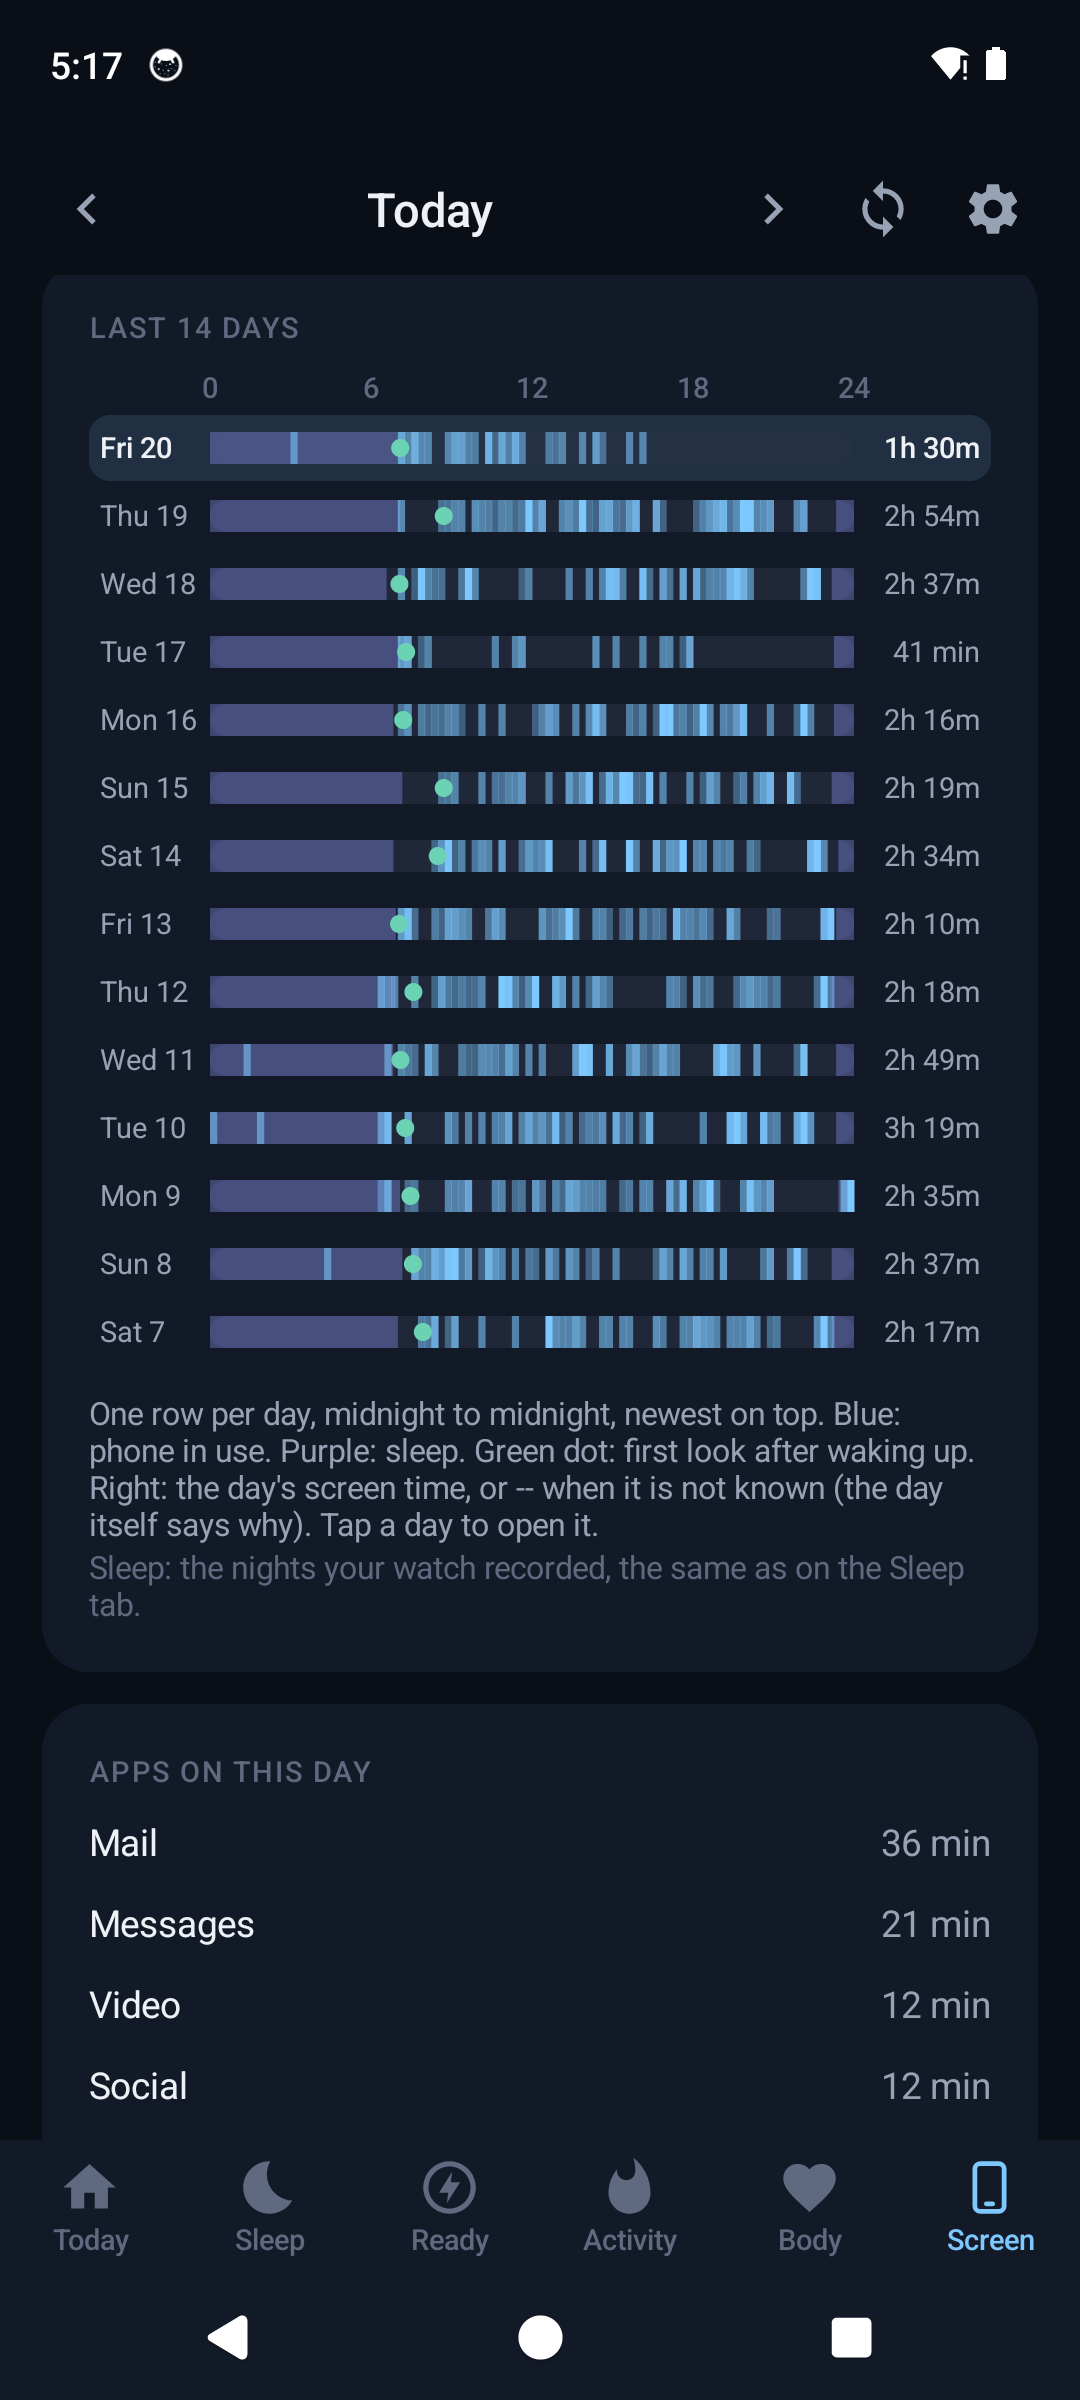 5:17
Today
LAST 14 DAYS
0 6 12 18 24
Fri 20 1h 30m
Thu 19 2h 54m
Wed 18 2h 37m
Tue 17 41 min
Mon 16 2h 16m
Sun 15 2h 19m
Sat 14 2h 34m
Fri 13 2h 10m
Thu 12 2h 18m
Wed 11 2h 49m
Tue 10 3h 19m
Mon 9 2h 35m
Sun 8 2h 37m
Sat 7 2h 17m
One row per day, midnight to midnight, newest on top. Blue:
phone in use. Purple: sleep. Green dot: first look after waking up.
Right: the day's screen time, or -- when it is not known (the day
itself says why). Tap a day to open it.
Sleep: the nights your watch recorded, the same as on the Sleep
tab.
APPS ON THIS DAY
Mail 36 min
Messages 21 min
Video 12 min
Social 12 min
Today Sleep Ready Activity Body Screen